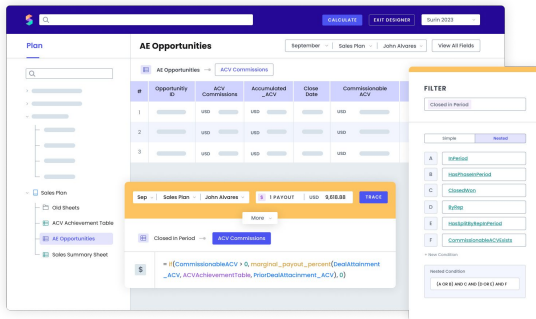 CALCULATE
EXIT DESIGNER
Surin 2023
Plan
AE Opportunities
September
Sales Plan
John Alvares
View All Fields
AE Opportunities → ACV Commissions
# Opportunity ID ACV Commissions Accumulated _ACV Close Date Commissionable ACV
1 USD USD USD
2 USD USD USD
3 USD USD USD
Sales Plan
Old Sheets
ACV Achievement Table
AE Opportunities
Sales Summary Sheet
Sep Sales Plan John Alvares $ 1 PAYOUT USD 9,618.88 TRACE
More
Closed in Period → ACV Commissions
$
= if(CommissionableACV > 0, marginal_payout_percent(DealAttainment
_ACV, ACVAchievementTable, PriorDealAttacinment_ACV), 0)
FILTER
Closed in Period
Simple Nested
A InPeriod
B HasPhaseInPeriod
C ClosedWon
D ByRep
E HasSplitByRepInPeriod
F CommissionableACVExists
+ New Condition
Nested Condition
(A OR B) AND C AND (D OR E) AND F